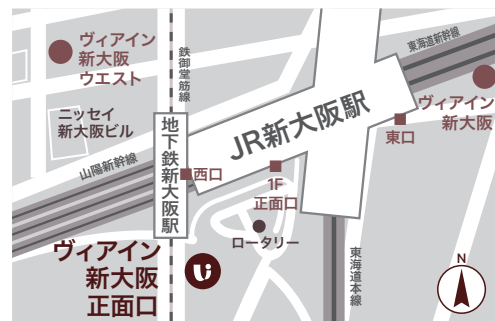 ヴィアイン
新大阪
ウエスト
鉄御堂筋線
東海道新幹線
ニッセイ
新大阪ビル
地下鉄新大阪駅
JR新大阪駅
ヴィアイン
新大阪
東口
山陽新幹線
西口
1F
正面口
ロータリー
ヴィアイン
新大阪
正面口
東海道本線
N